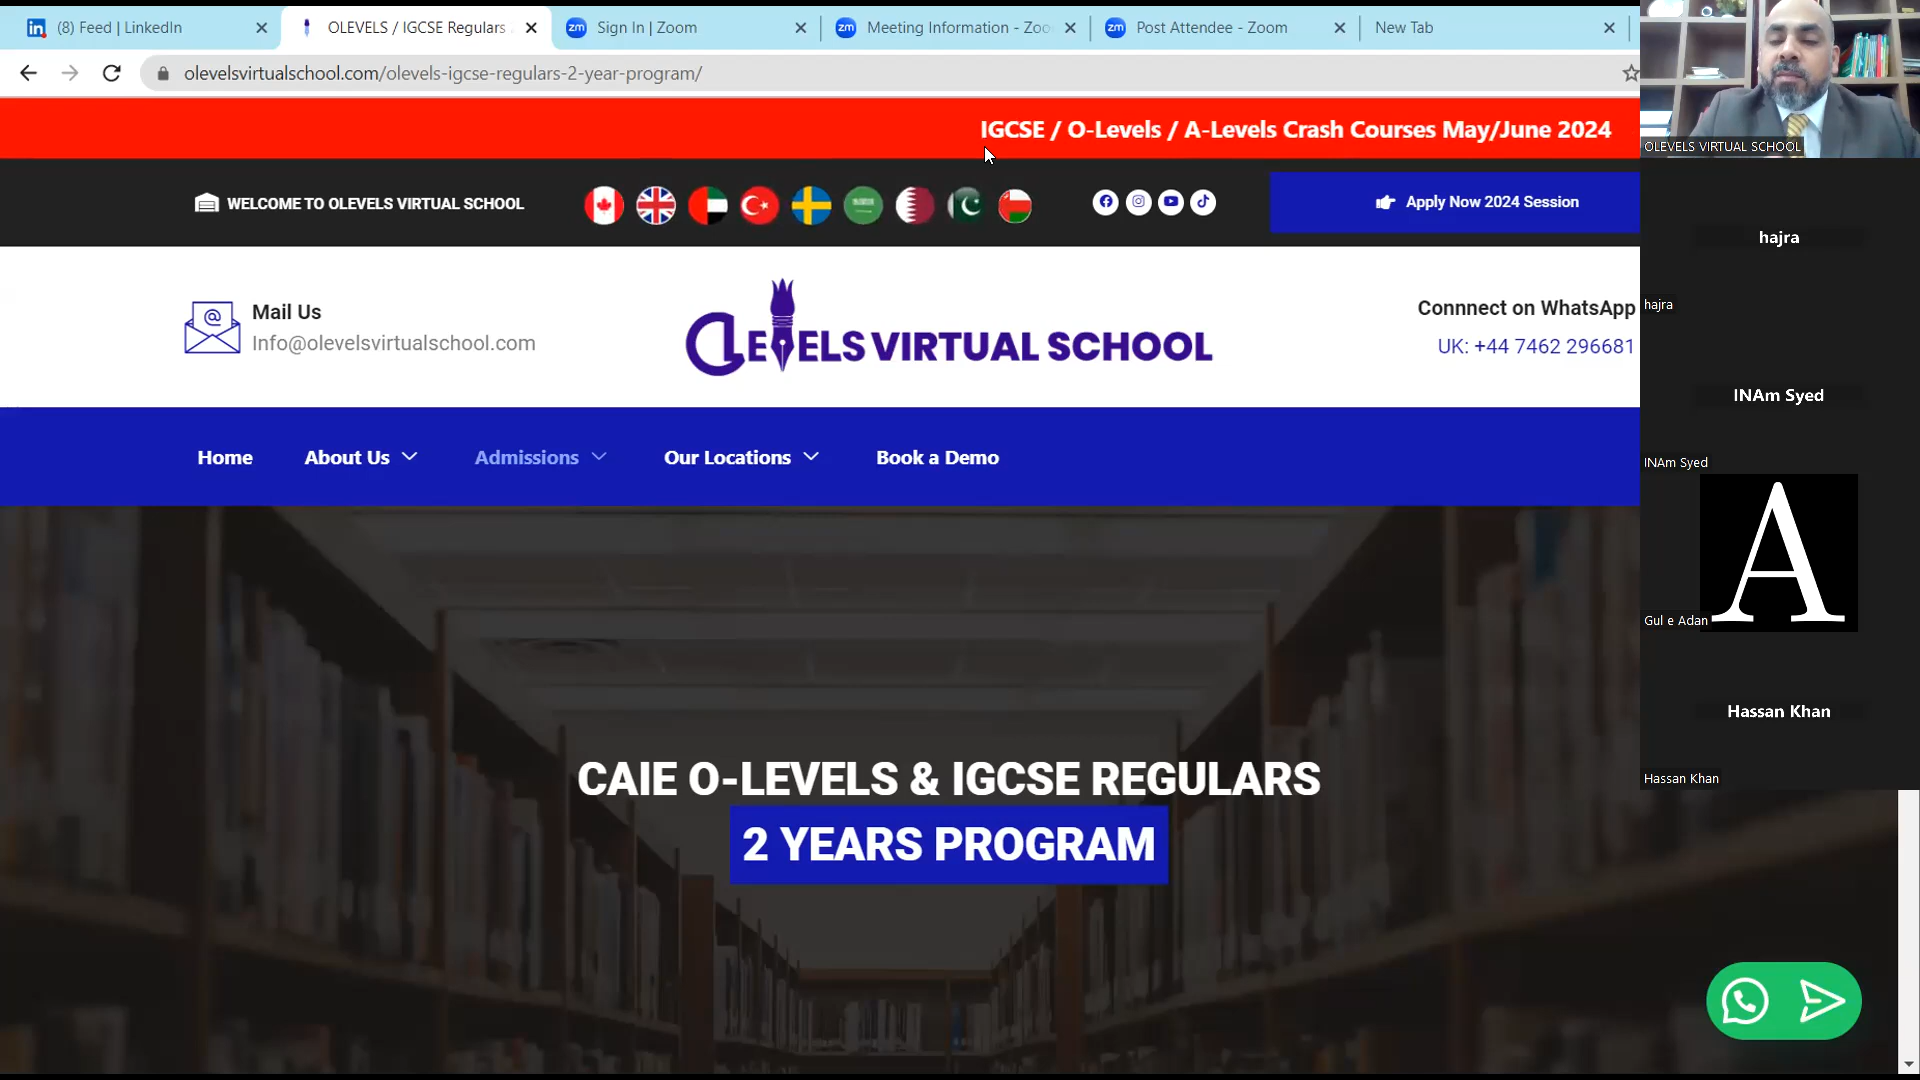 (8) Feed | LinkedIn
OLEVELS / IGCSE Regulars
Sign In | Zoom
Meeting Information - Zoo
Post Attendee - Zoom
New Tab
olevelsvirtualschool.com/olevels-igcse-regulars-2-year-program/
IGCSE / O-Levels / A-Levels Crash Courses May/June 2024
WELCOME TO OLEVELS VIRTUAL SCHOOL
Apply Now 2024 Session
Mail Us
Info@olevelsvirtualschool.com
OLEVELS VIRTUAL SCHOOL
Connnect on WhatsApp
UK: +44 7462 296681
Home
About Us
Admissions
Our Locations
Book a Demo
CAIE O-LEVELS & IGCSE REGULARS
2 YEARS PROGRAM
OLEVELS VIRTUAL SCHOOL
hajra
hajra
INAm Syed
INAm Syed
A
Gul e Adan
Hassan Khan
Hassan Khan